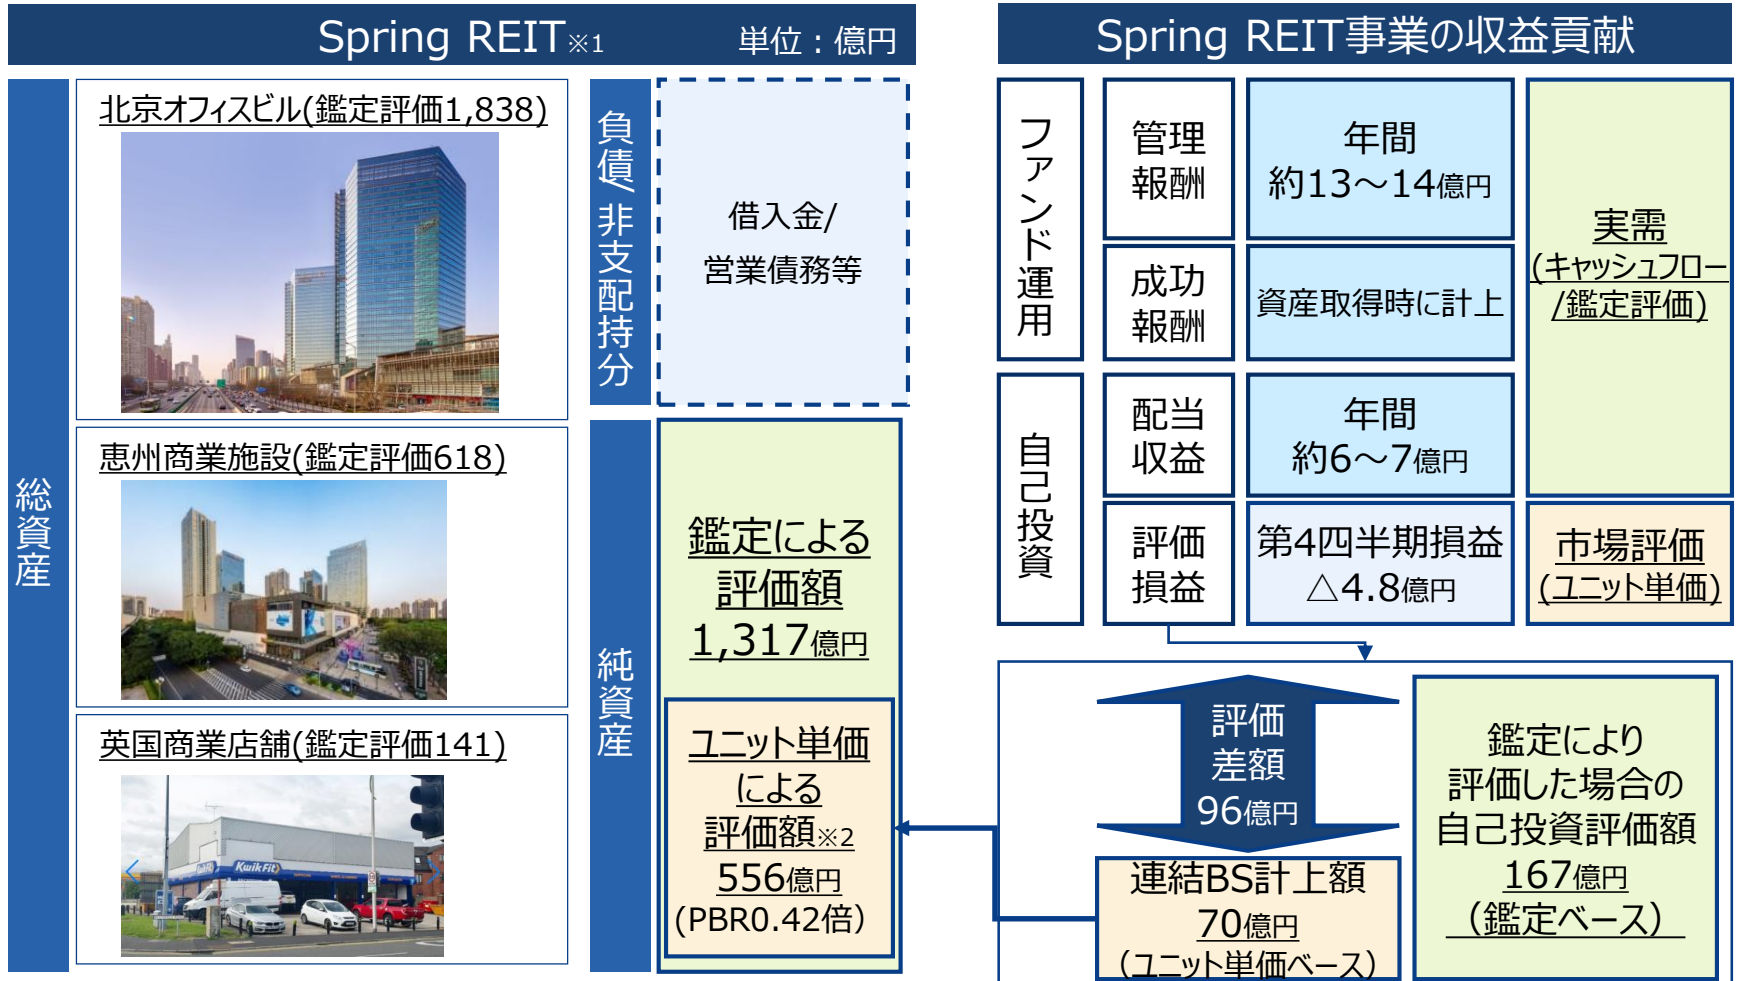 Spring REIT※1 単位：億円
総資産
北京オフィスビル(鑑定評価1,838)
恵州商業施設(鑑定評価618)
英国商業店舗(鑑定評価141)
KwikFit
KwikFit
負債/非支配持分
借入金/
営業債務等
純資産
鑑定による
評価額
1,317億円
ユニット単価
による
評価額※2
556億円
(PBR0.42倍)
Spring REIT事業の収益貢献
ファンド運用
管理
報酬
年間
約13～14億円
成功
報酬
資産取得時に計上
実需
(キャッシュフロー
/鑑定評価)
自己投資
配当
収益
年間
約6～7億円
評価
損益
第4四半期損益
△4.8億円
市場評価
(ユニット単価)
評価
差額
96億円
連結BS計上額
70億円
（ユニット単価ベース）
鑑定により
評価した場合の
自己投資評価額
167億円
（鑑定ベース）